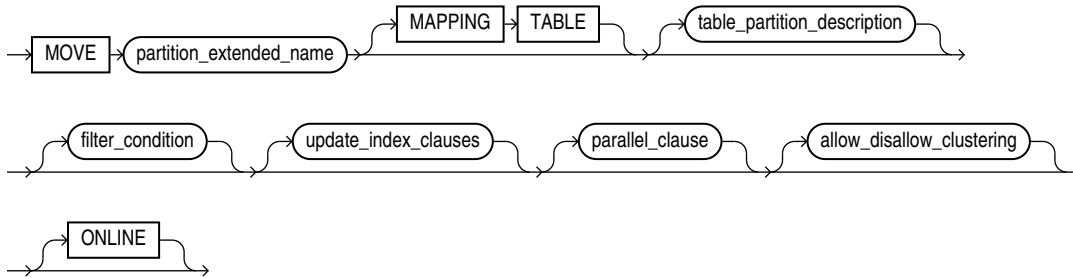 MOVE partition_extended_name MAPPING TABLE table_partition_description
filter_condition update_index_clauses parallel_clause allow_disallow_clustering
ONLINE